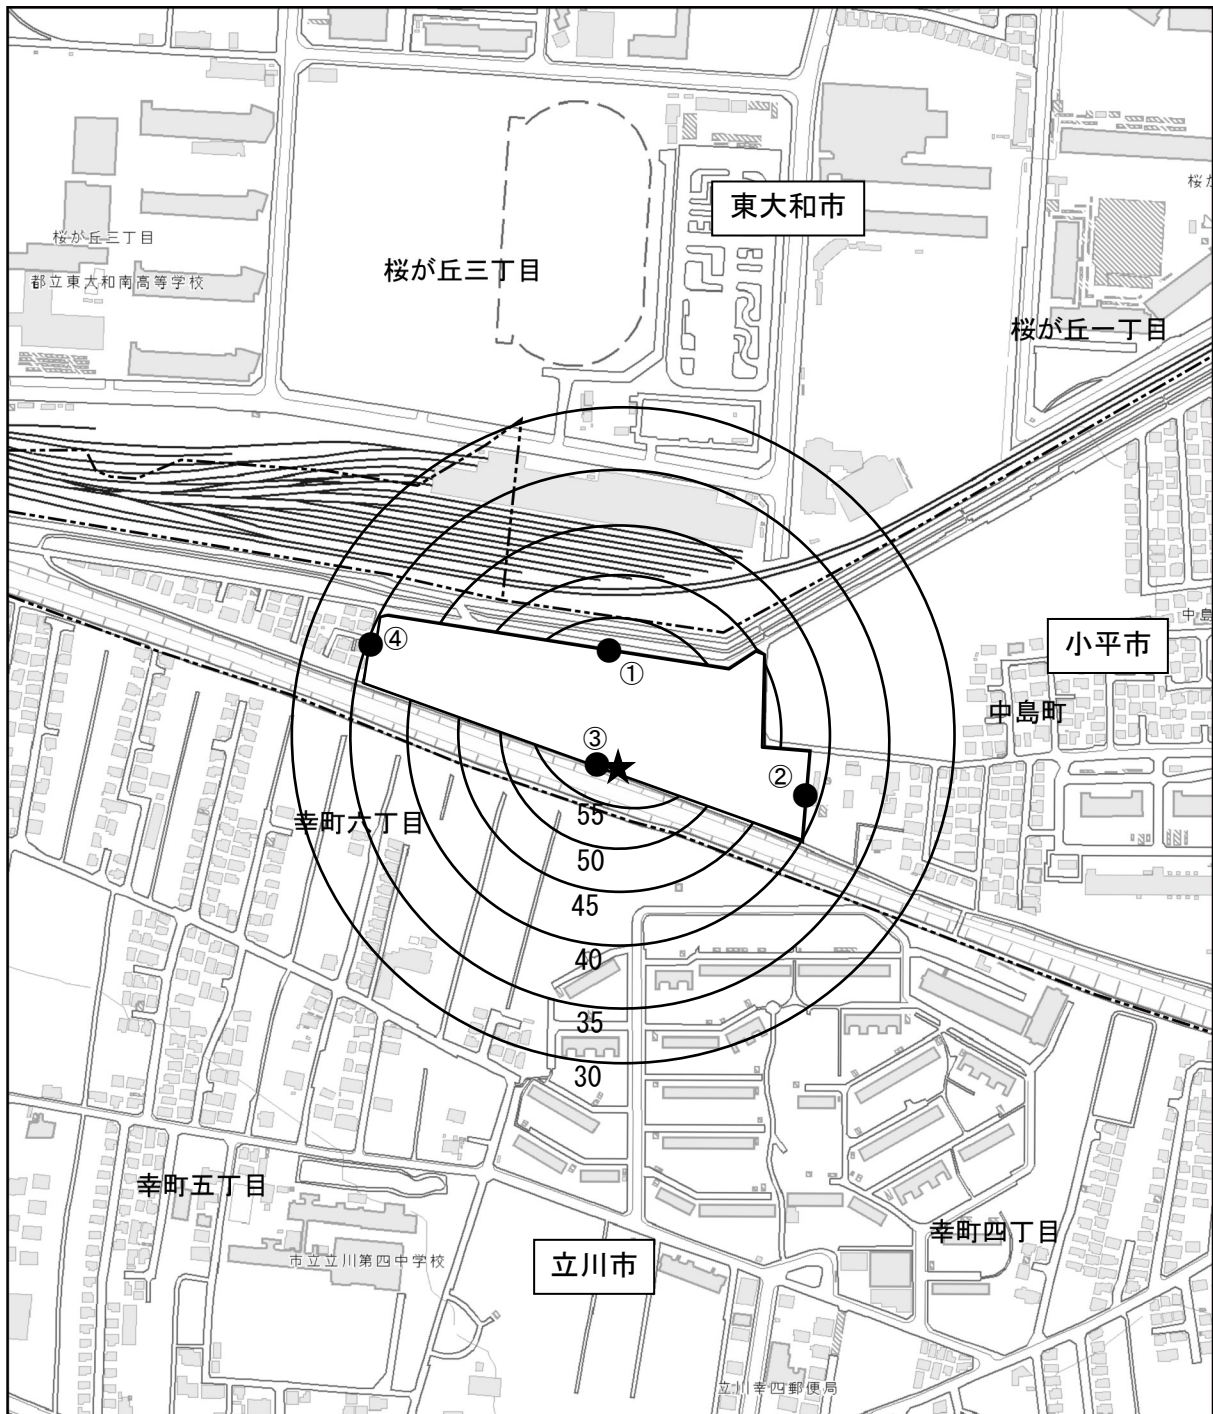 東大和市
桜が丘
桜が丘三丁目
都立東大和南高等学校
桜が丘三丁目
桜が丘一丁目
中島
小平市
④
①
中島町
③
②
55
幸町六丁目
50
45
40
35
30
幸町五丁目
幸町四丁目
市立立川第四中学校
立川市
立川幸四郵便局